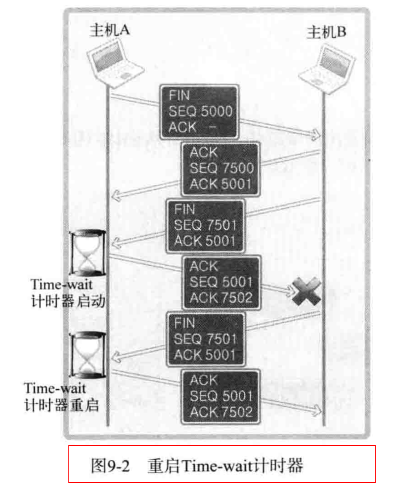 主机A
主机B
FIN
SEQ 5000
ACK –
ACK
SEQ 7500
ACK 5001
FIN
SEQ 7501
ACK 5001
Time-wait
计时器启动
ACK
SEQ 5001
ACK 7502
FIN
SEQ 7501
ACK 5001
Time-wait
计时器重启
ACK
SEQ 5001
ACK 7502
图9-2 重启Time-wait计时器